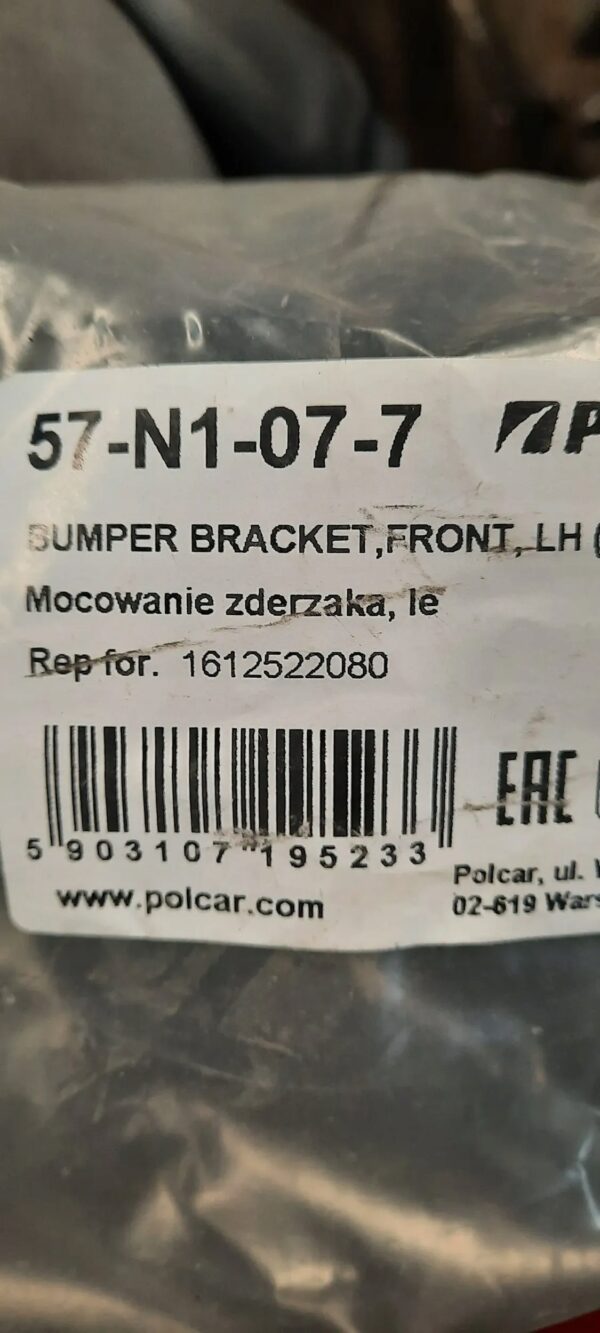 57-N1-07-7 P
BUMPER BRACKET,FRONT, LH (
Mocowanie zderzaka, le
Rep for. 1612522080
EAC
5 903107 195233
Polcar, ul.
www.polcar.com
02-619 Wars